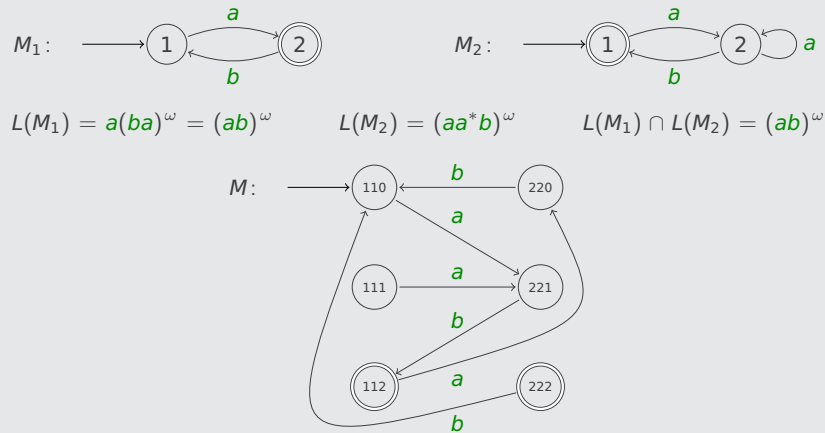 a
M₁: 1 2
b
a
M₂: 1 2 a
b
L(M₁) = a(ba)^ω = (ab)^ω
L(M₂) = (aa*b)^ω
L(M₁) ∩ L(M₂) = (ab)^ω
M: 110 b 220
a
111 a 221
b
112 a 222
b